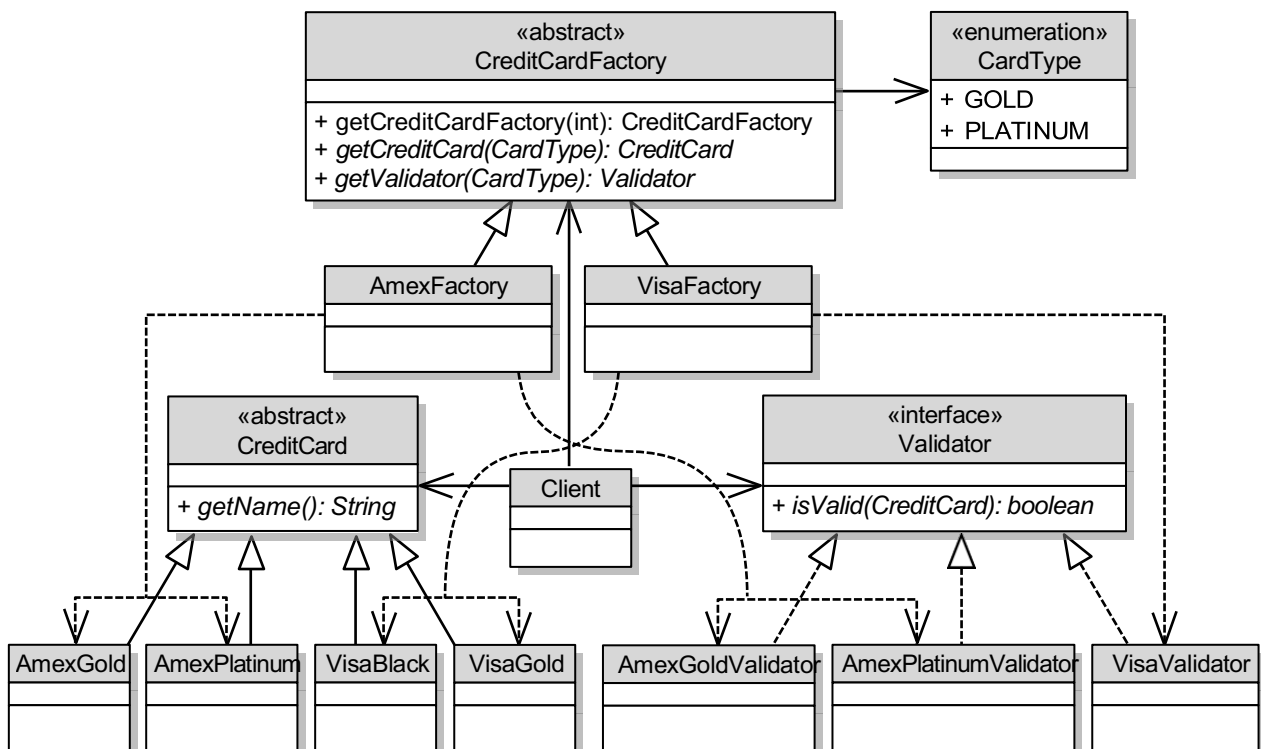 «abstract»
CreditCardFactory
+ getCreditCardFactory(int): CreditCardFactory
+ getCreditCard(CardType): CreditCard
+ getValidator(CardType): Validator
«enumeration»
CardType
+ GOLD
+ PLATINUM
AmexFactory
VisaFactory
«abstract»
CreditCard
+ getName(): String
Client
«interface»
Validator
+ isValid(CreditCard): boolean
AmexGold
AmexPlatinum
VisaBlack
VisaGold
AmexGoldValidator
AmexPlatinumValidator
VisaValidator